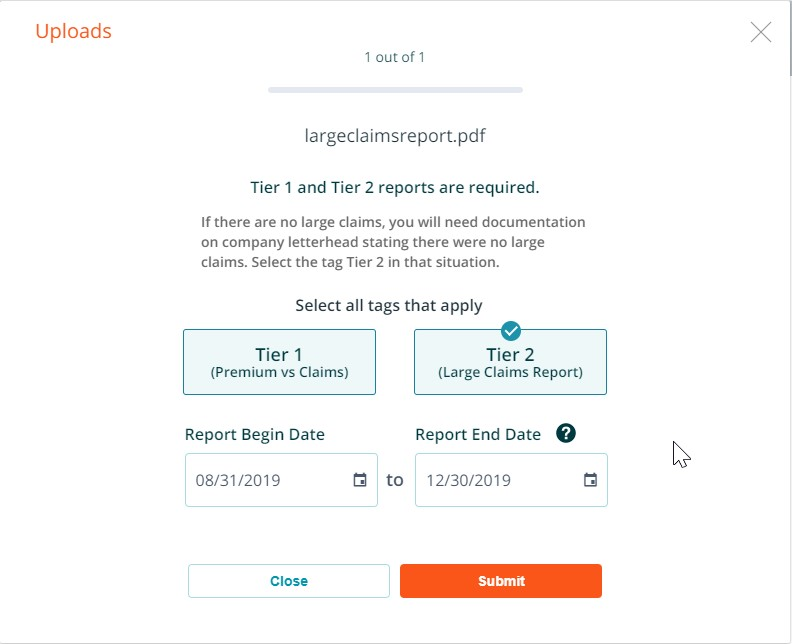 Uploads
1 out of 1
largeclaimsreport.pdf
Tier 1 and Tier 2 reports are required.
If there are no large claims, you will need documentation
on company letterhead stating there were no large
claims. Select the tag Tier 2 in that situation.
Select all tags that apply
Tier 1
(Premium vs Claims)
Tier 2
(Large Claims Report)
Report Begin Date
Report End Date ?
08/31/2019 to 12/30/2019
Close
Submit